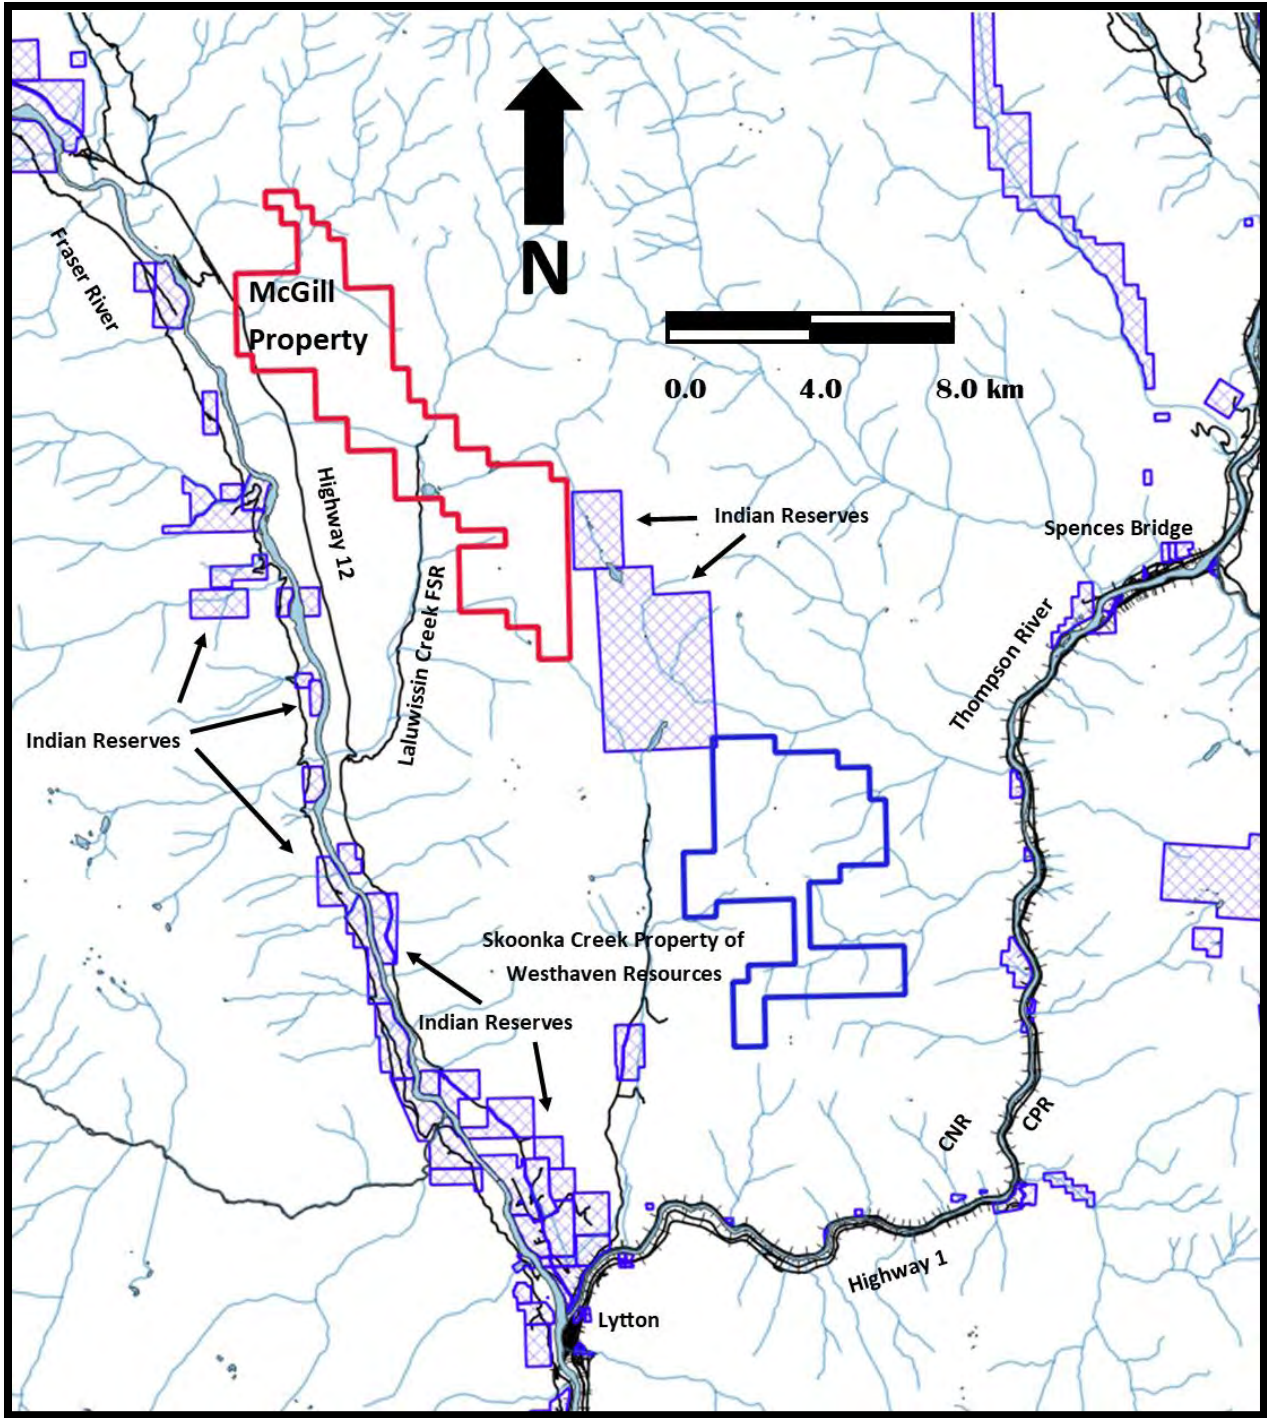 Fraser River
N
McGill
Property
0.0 4.0 8.0 km
Highway 12
Indian Reserves
Spences Bridge
Laluwissin Creek FSR
Thompson River
Indian Reserves
Skoonka Creek Property of
Westhaven Resources
Indian Reserves
CNR
CPR
Highway 1
Lytton